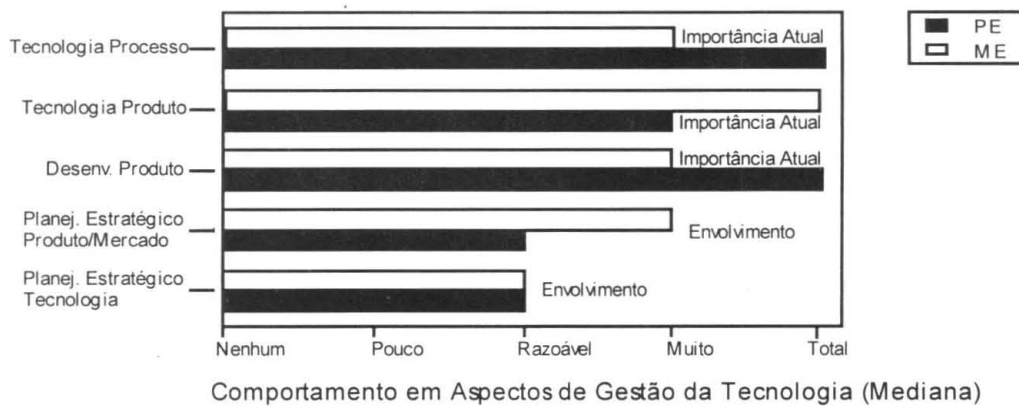 Tecnologia Processo
Importância Atual
PE
ME
Tecnologia Produto
Importância Atual
Desenv. Produto
Importância Atual
Planej. Estratégico
Produto/Mercado
Envolvimento
Planej. Estratégico
Tecnologia
Envolvimento
Nenhum Pouco Razoável Muito Total
Comportamento em Aspectos de Gestão da Tecnologia (Mediana)